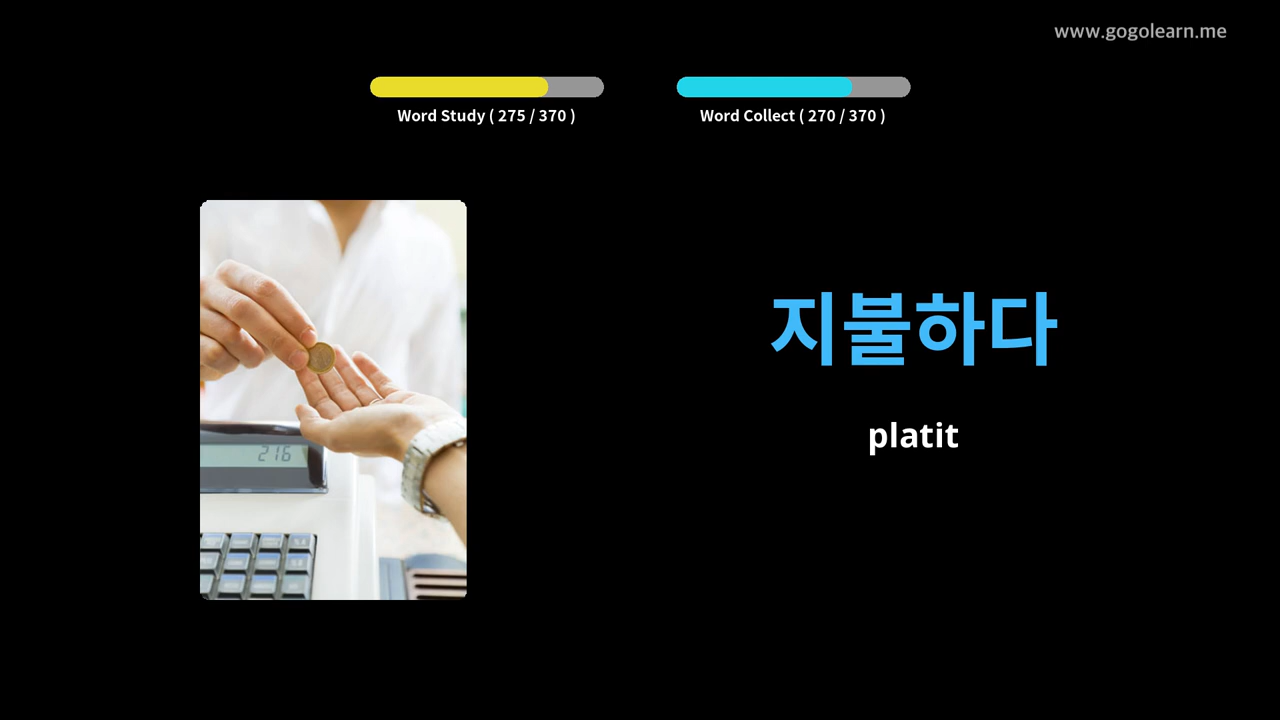 www.gogolearn.me
Word Study ( 275 / 370 )
Word Collect ( 270 / 370 )
216
지불하다
platit